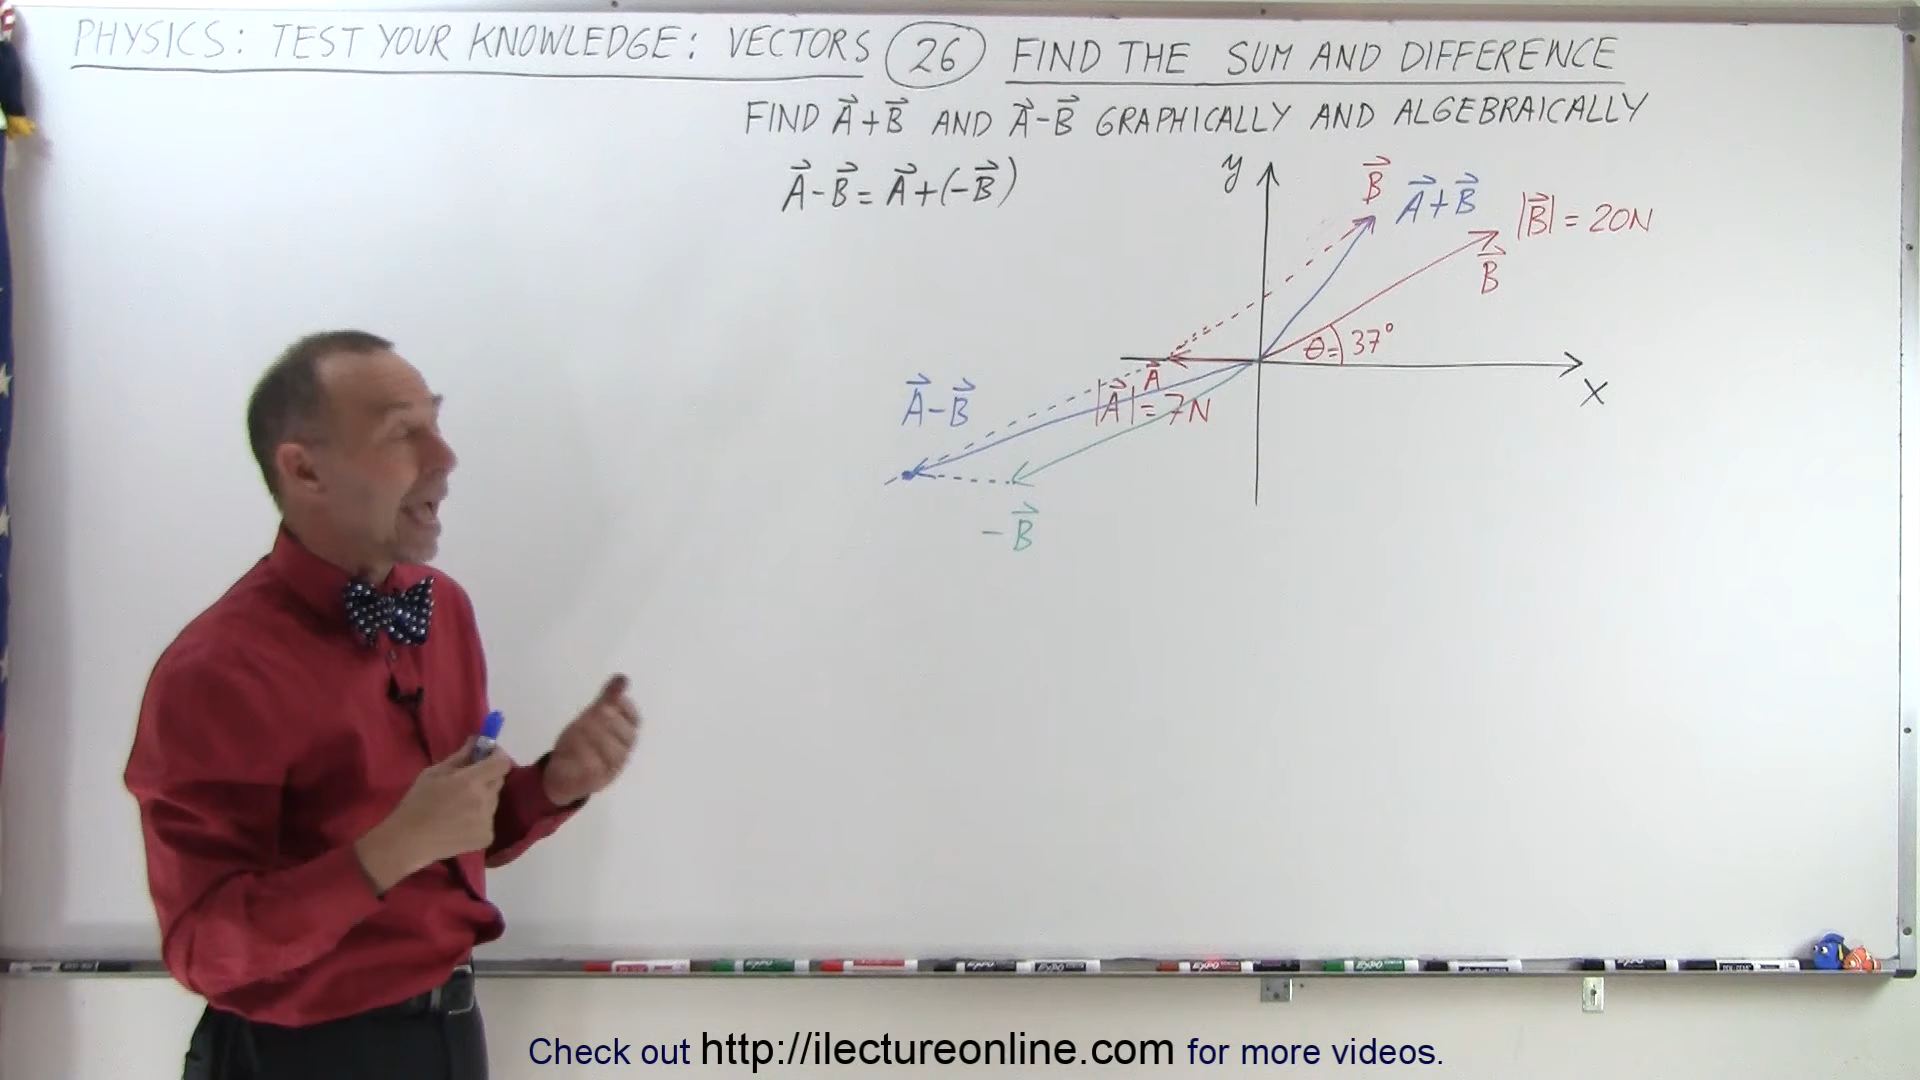 PHYSICS: TEST YOUR KNOWLEDGE: VECTORS 26 FIND THE SUM AND DIFFERENCE
FIND A⃗+B⃗ AND A⃗-B⃗ GRAPHICALLY AND ALGEBRAICALLY
A⃗-B⃗ = A⃗+(-B⃗)
y
B⃗
A⃗+B⃗
|B⃗| = 20N
B⃗
θ= 37°
x
A⃗
|A⃗| = 7N
A⃗-B⃗
-B⃗
Check out http://ilectureonline.com for more videos.